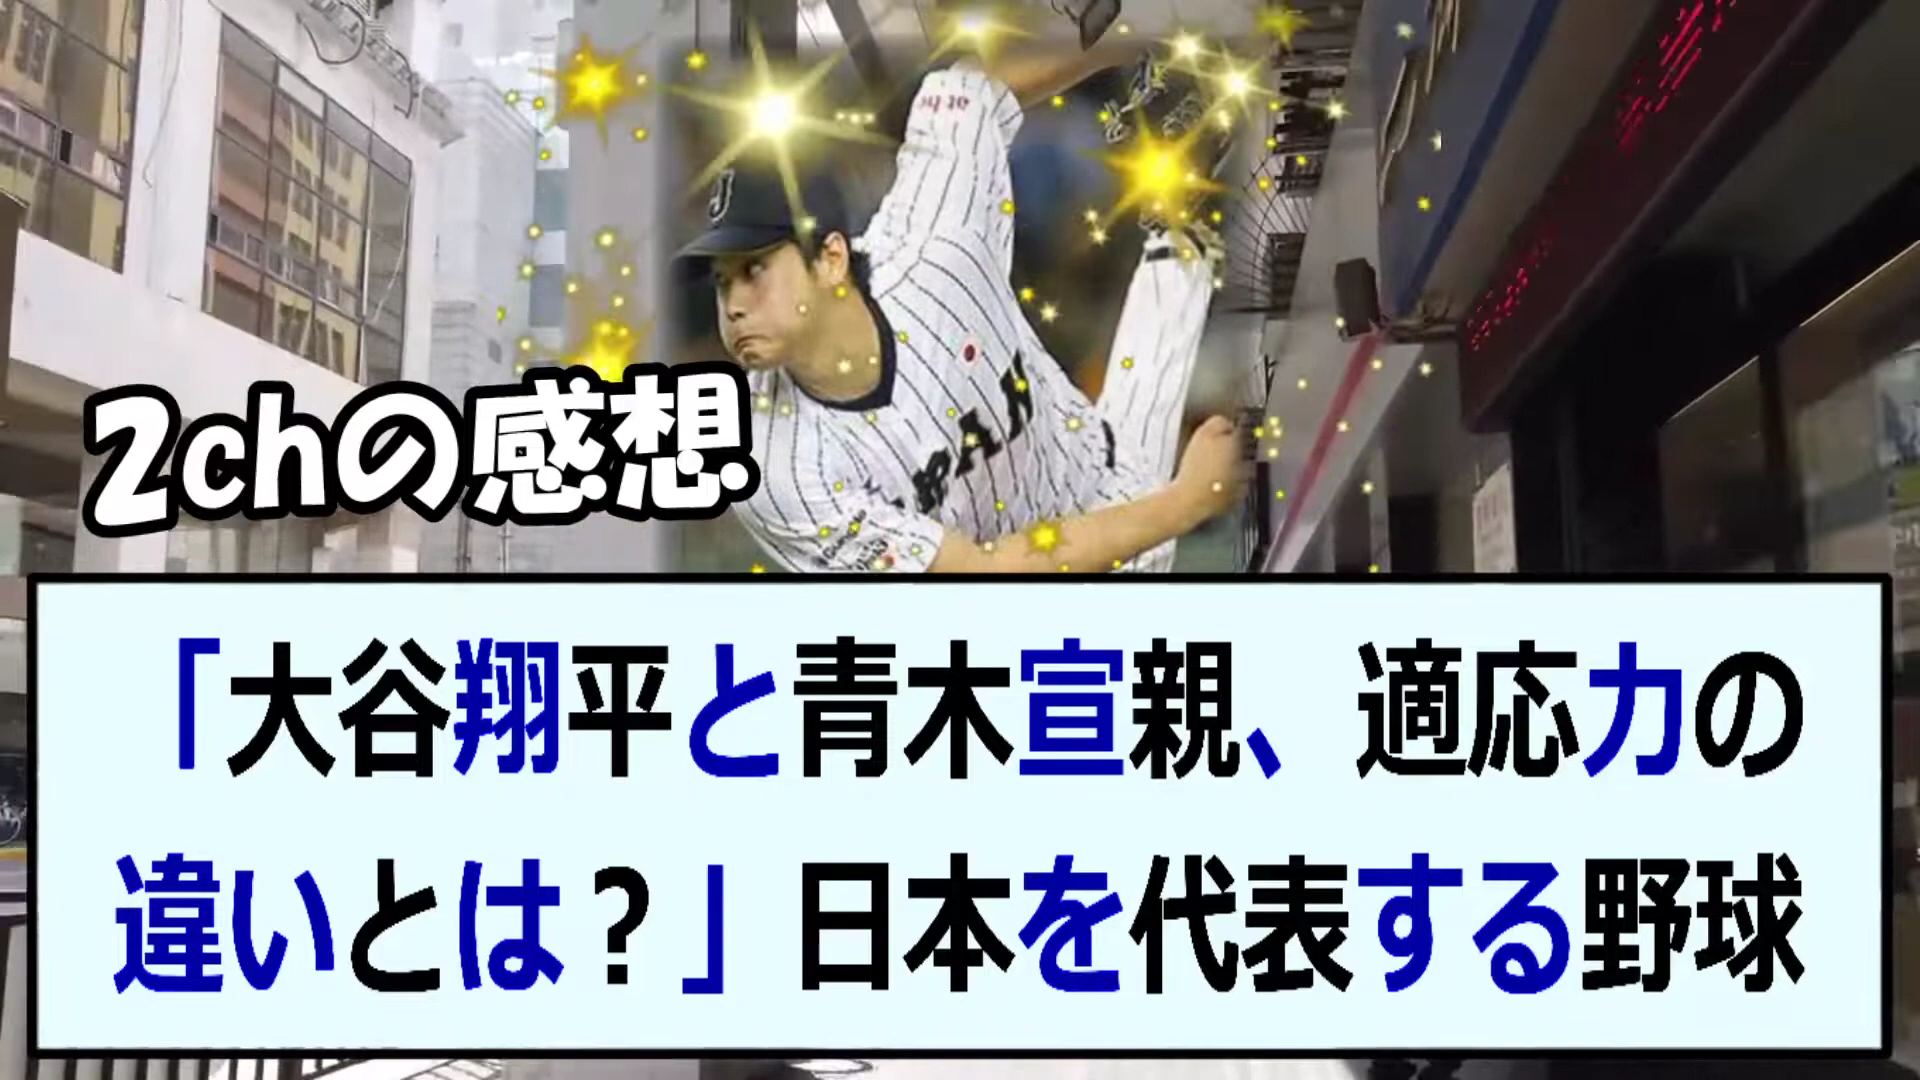 2chの感想
「大谷翔平と青木宣親、適応力の
違いとは？」日本を代表する野球